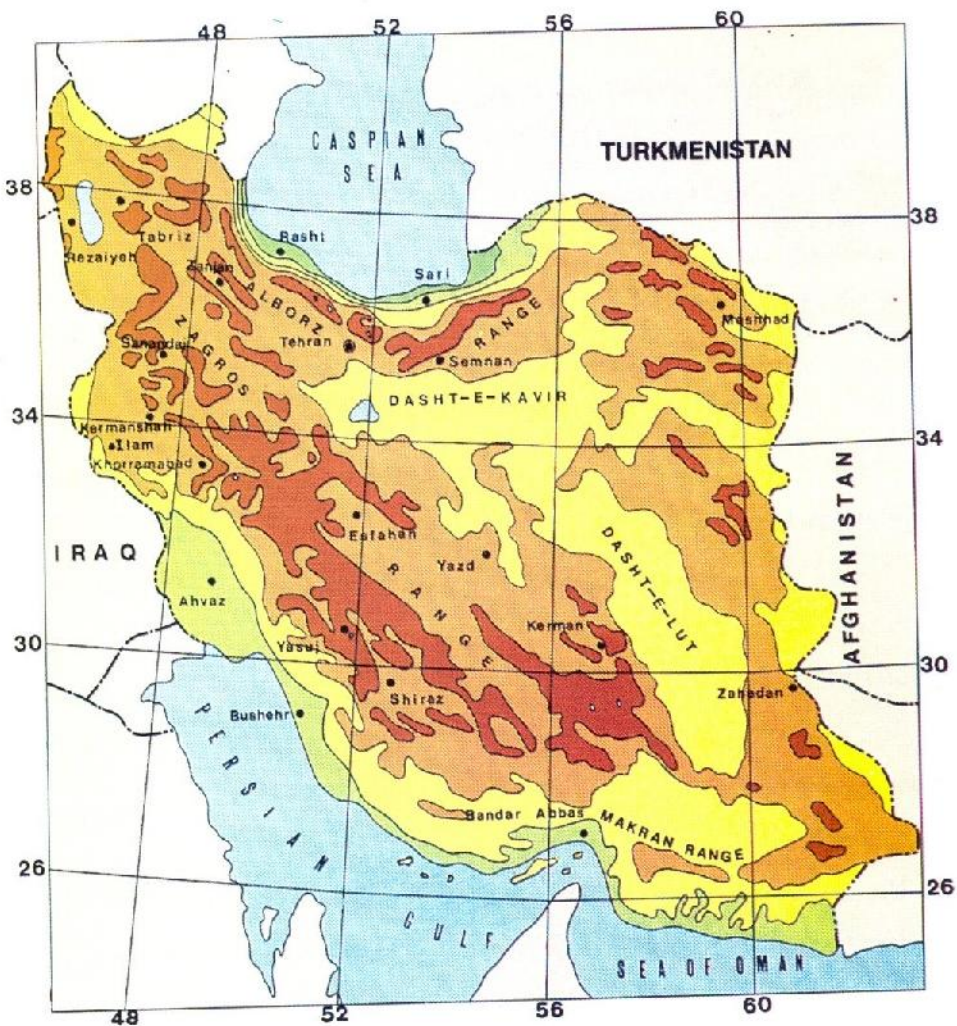 48 52 56 60
CASPIAN
SEA
TURKMENISTAN
38 38
Rasht
Tabriz
Rezaiyeh
Sari
Zanjan
ALBORZ RANGE
Mashhad
ZAGROS RANGE
Sanandaj
Tehran
Semnan
DASHT-E-KAVIR
34 34
Kermanshah
Ilam
Khorramabad
AFGHANISTAN
Esfahan
IRAQ
Yazd
DASHT-E-LUT
Ahvaz
Kerman
30 30
Yasuj
Zahedan
Shiraz
Bushehr
PERSIAN GULF
Bandar Abbas
MAKRAN RANGE
26 26
SEA OF OMAN
48 52 56 60